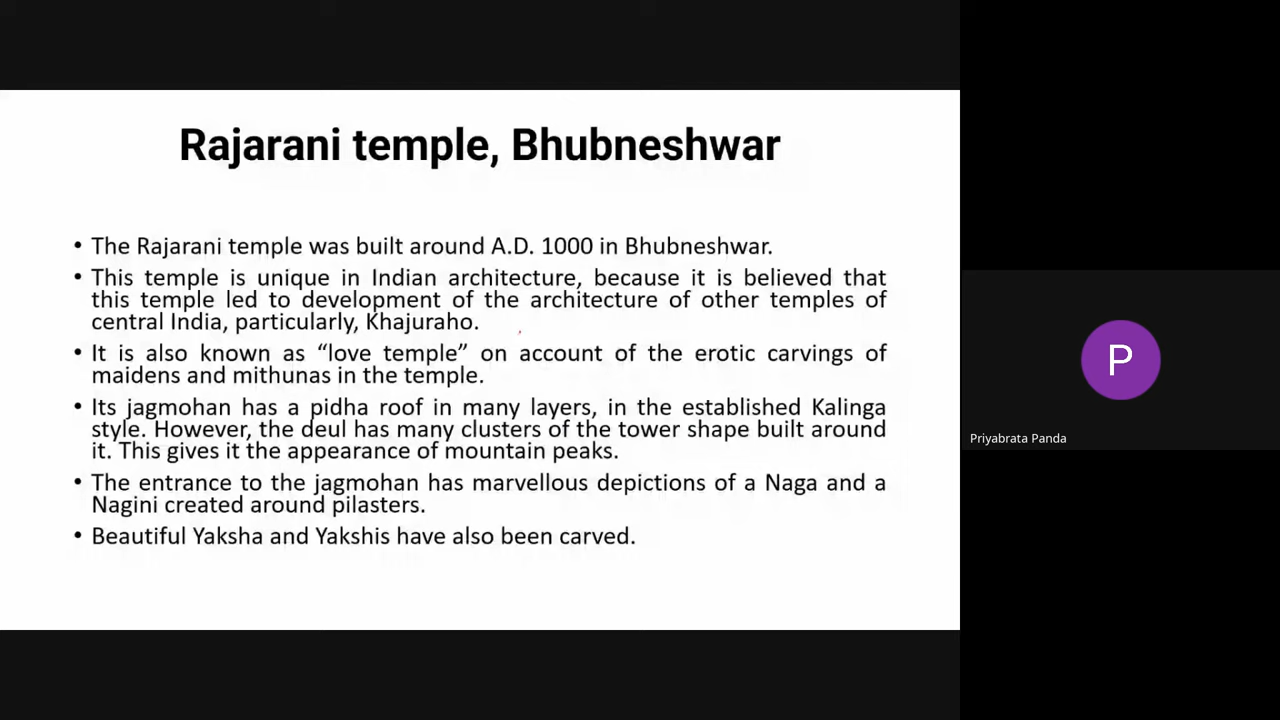 Rajarani temple, Bhubneshwar
• The Rajarani temple was built around A.D. 1000 in Bhubneshwar.
• This temple is unique in Indian architecture, because it is believed that
this temple led to development of the architecture of other temples of
central India, particularly, Khajuraho.
• It is also known as “love temple” on account of the erotic carvings of
maidens and mithunas in the temple.
• Its jagmohan has a pidha roof in many layers, in the established Kalinga
style. However, the deul has many clusters of the tower shape built around
it. This gives it the appearance of mountain peaks.
• The entrance to the jagmohan has marvellous depictions of a Naga and a
Nagini created around pilasters.
• Beautiful Yaksha and Yakshis have also been carved.
P
Priyabrata Panda